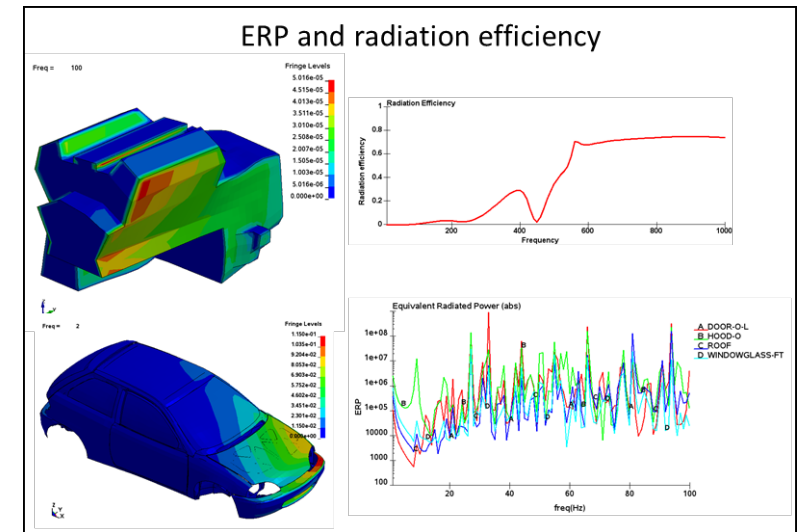 ERP and radiation efficiency
Freq = 100
Fringe Levels
5.016e-05
4.515e-05
4.013e-05
3.511e-05
3.010e-05
2.508e-05
2.007e-05
1.505e-05
1.003e-05
5.016e-06
0.000e+00
Radiation Efficiency
1
0.8
0.6
0.4
0.2
0
Radiation efficiency
200
400
600
800
1000
Frequency
Z
Y
Freq = 2
Fringe Levels
1.150e-01
1.035e-01
9.204e-02
8.053e-02
6.903e-02
5.752e-02
4.602e-02
3.451e-02
2.301e-02
1.150e-02
0.000e+00
Z
Y
X
Equivalent Radiated Power (abs)
1e+08
1e+07
1e+06
1e+05
10000
1000
100
ERP
20
40
60
80
100
freq(Hz)
A DOOR-O-L
B HOOD-O
C ROOF
D WINDOWGLASS-FT